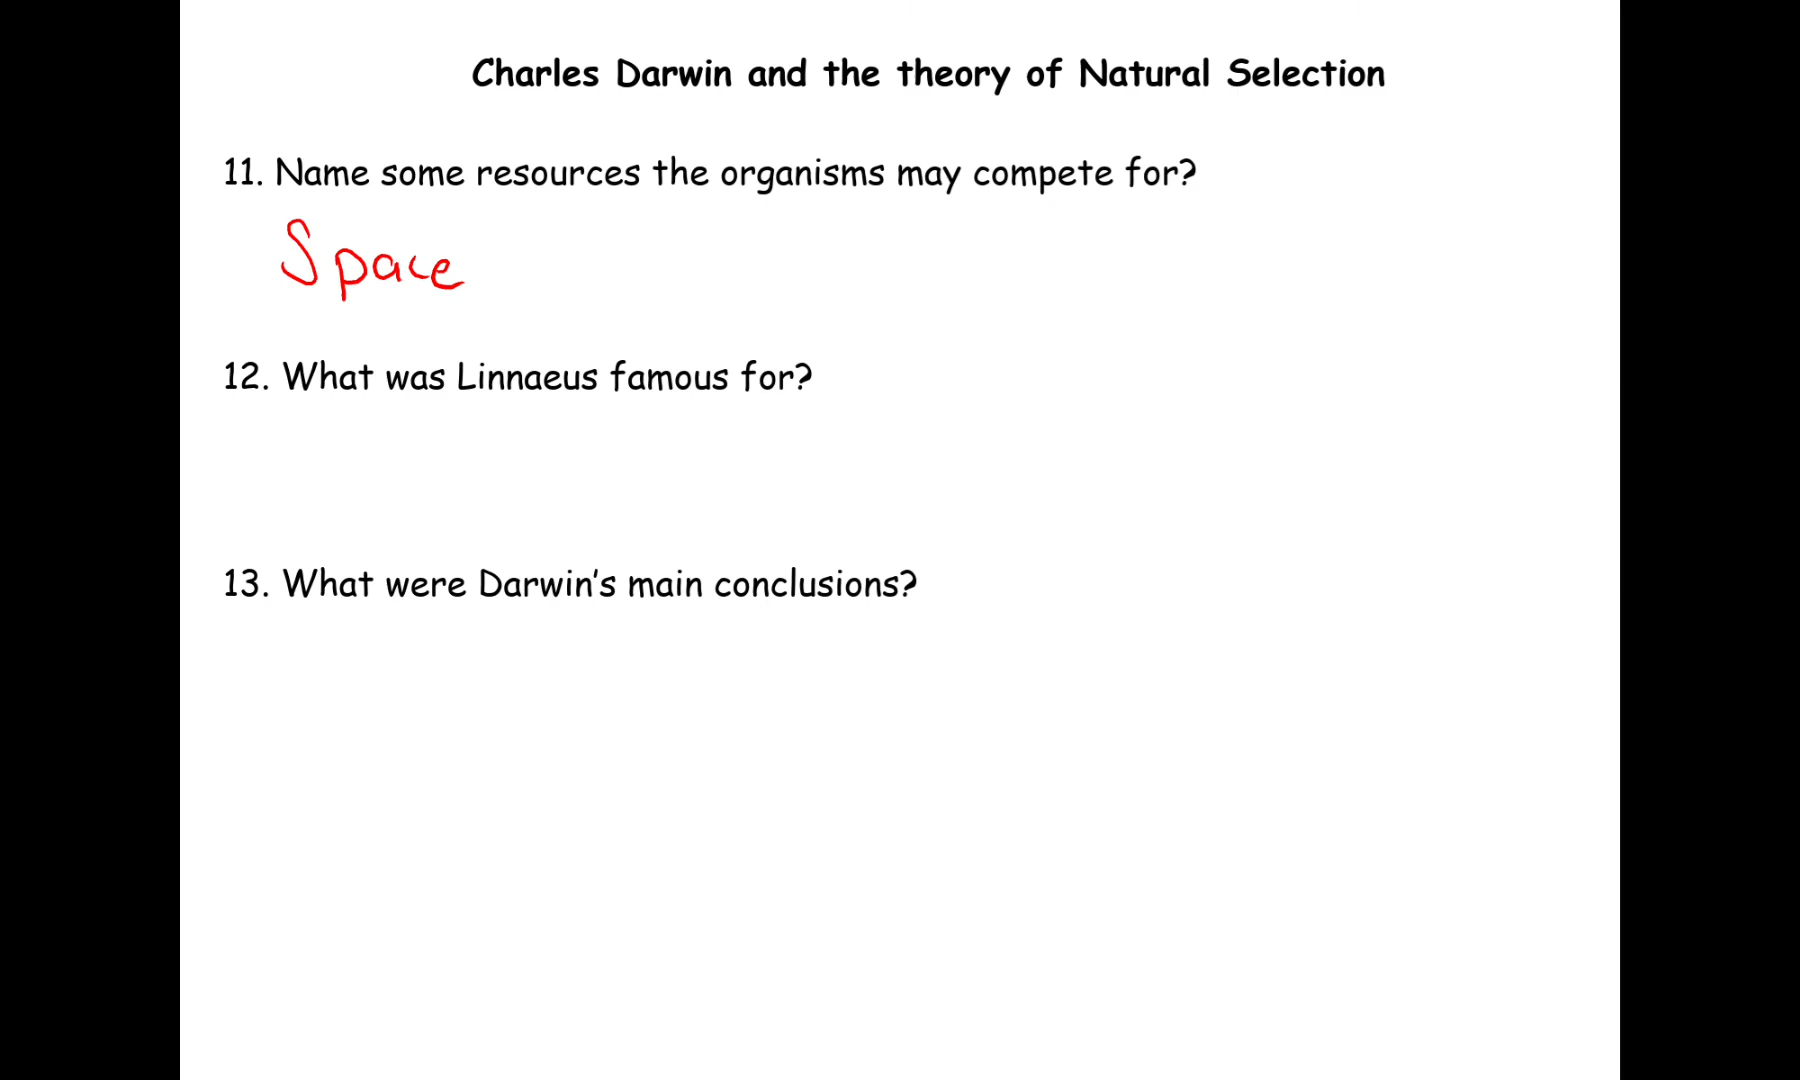 Charles Darwin and the theory of Natural Selection
11. Name some resources the organisms may compete for?
Space
12. What was Linnaeus famous for?
13. What were Darwin's main conclusions?